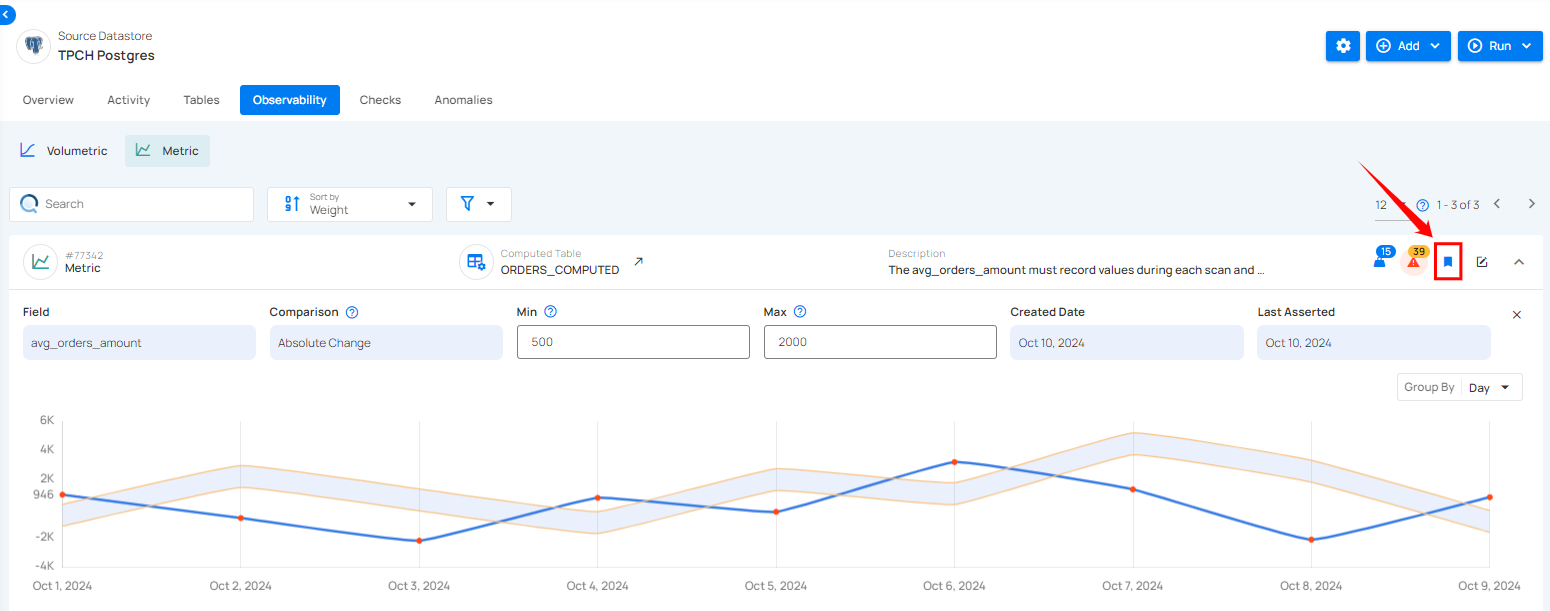 Source Datastore
TPCH Postgres
Add
Run
Overview
Activity
Tables
Observability
Checks
Anomalies
Volumetric
Metric
Search
Sort by
Weight
12
1 - 3 of 3
#77342
Metric
Computed Table
ORDERS_COMPUTED
Description
The avg_orders_amount must record values during each scan and ...
15
39
Field
Comparison
Min
Max
Created Date
Last Asserted
avg_orders_amount
Absolute Change
500
2000
Oct 10, 2024
Oct 10, 2024
Group By
Day
6K
4K
2K
946
-2K
-4K
Oct 1, 2024
Oct 2, 2024
Oct 3, 2024
Oct 4, 2024
Oct 5, 2024
Oct 6, 2024
Oct 7, 2024
Oct 8, 2024
Oct 9, 2024